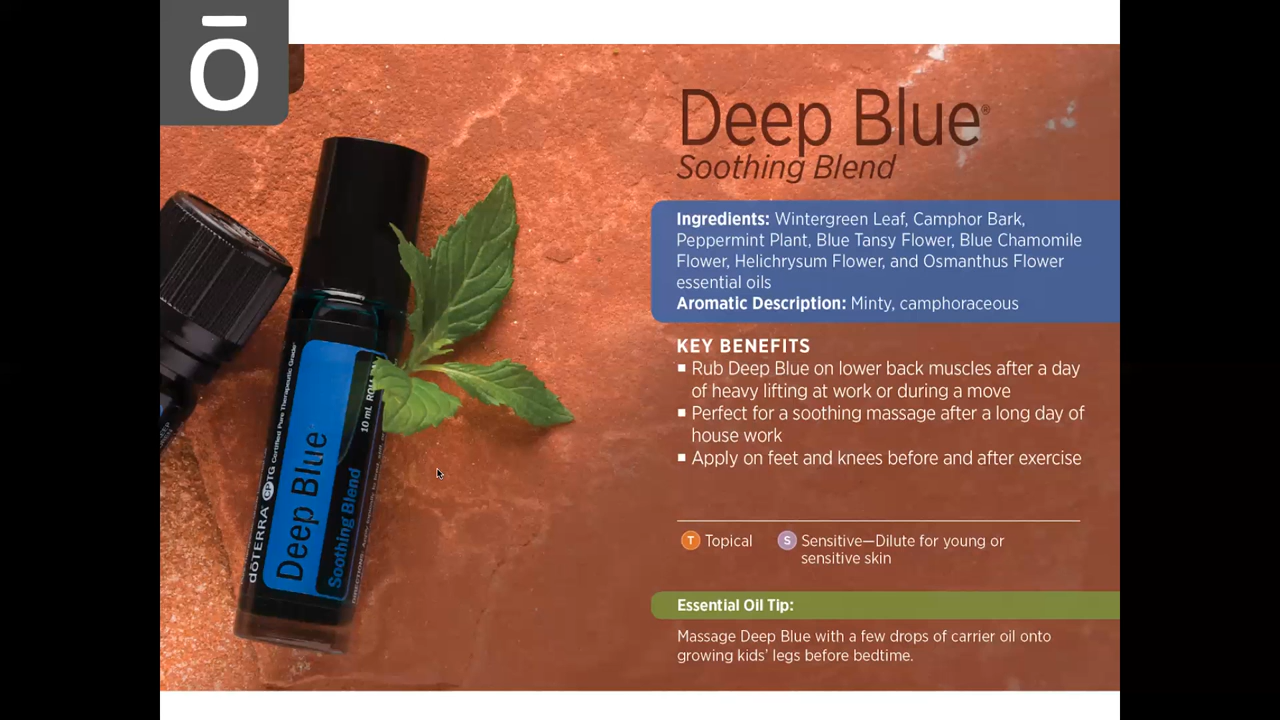 ō
Deep Blue®
Soothing Blend
Ingredients: Wintergreen Leaf, Camphor Bark,
Peppermint Plant, Blue Tansy Flower, Blue Chamomile
Flower, Helichrysum Flower, and Osmanthus Flower
essential oils
Aromatic Description: Minty, camphoraceous
KEY BENEFITS
▪ Rub Deep Blue on lower back muscles after a day
of heavy lifting at work or during a move
▪ Perfect for a soothing massage after a long day of
house work
▪ Apply on feet and knees before and after exercise
T Topical
S Sensitive—Dilute for young or
sensitive skin
Essential Oil Tip:
Massage Deep Blue with a few drops of carrier oil onto
growing kids’ legs before bedtime.
dōTERRA CPTG Certified Pure Therapeutic Grade
Deep Blue
Soothing Blend
10 mL